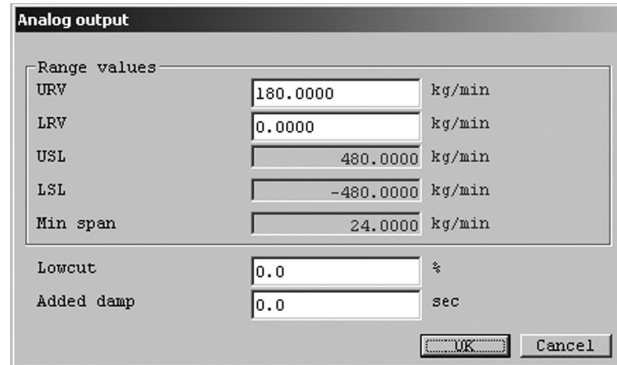 Analog output
Range values
URV 180.0000 kg/min
LRV 0.0000 kg/min
USL 480.0000 kg/min
LSL -480.0000 kg/min
Min span 24.0000 kg/min
Lowcut 0.0 %
Added damp 0.0 sec
OK Cancel